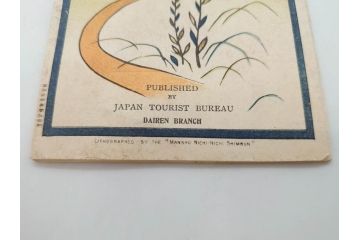 PUBLISHED
BY
JAPAN TOURIST BUREAU
DAIREN BRANCH
LITHOGRAPHED BY THE "MANSHU NICHI-NICHI SHIMBUN"